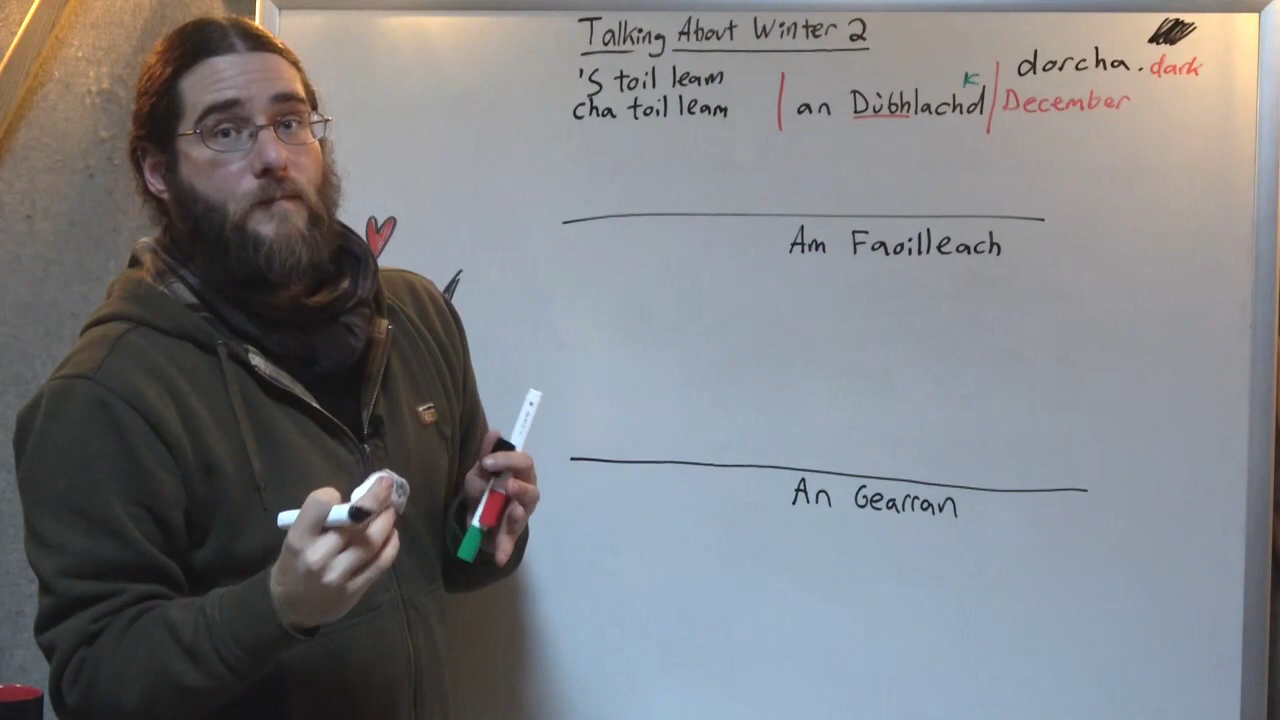 Talking About Winter 2
dorcha. dark
'S toil leam
cha toil leam | an Dùbhlachd | December
k
Am Faoilleach
An Gearran